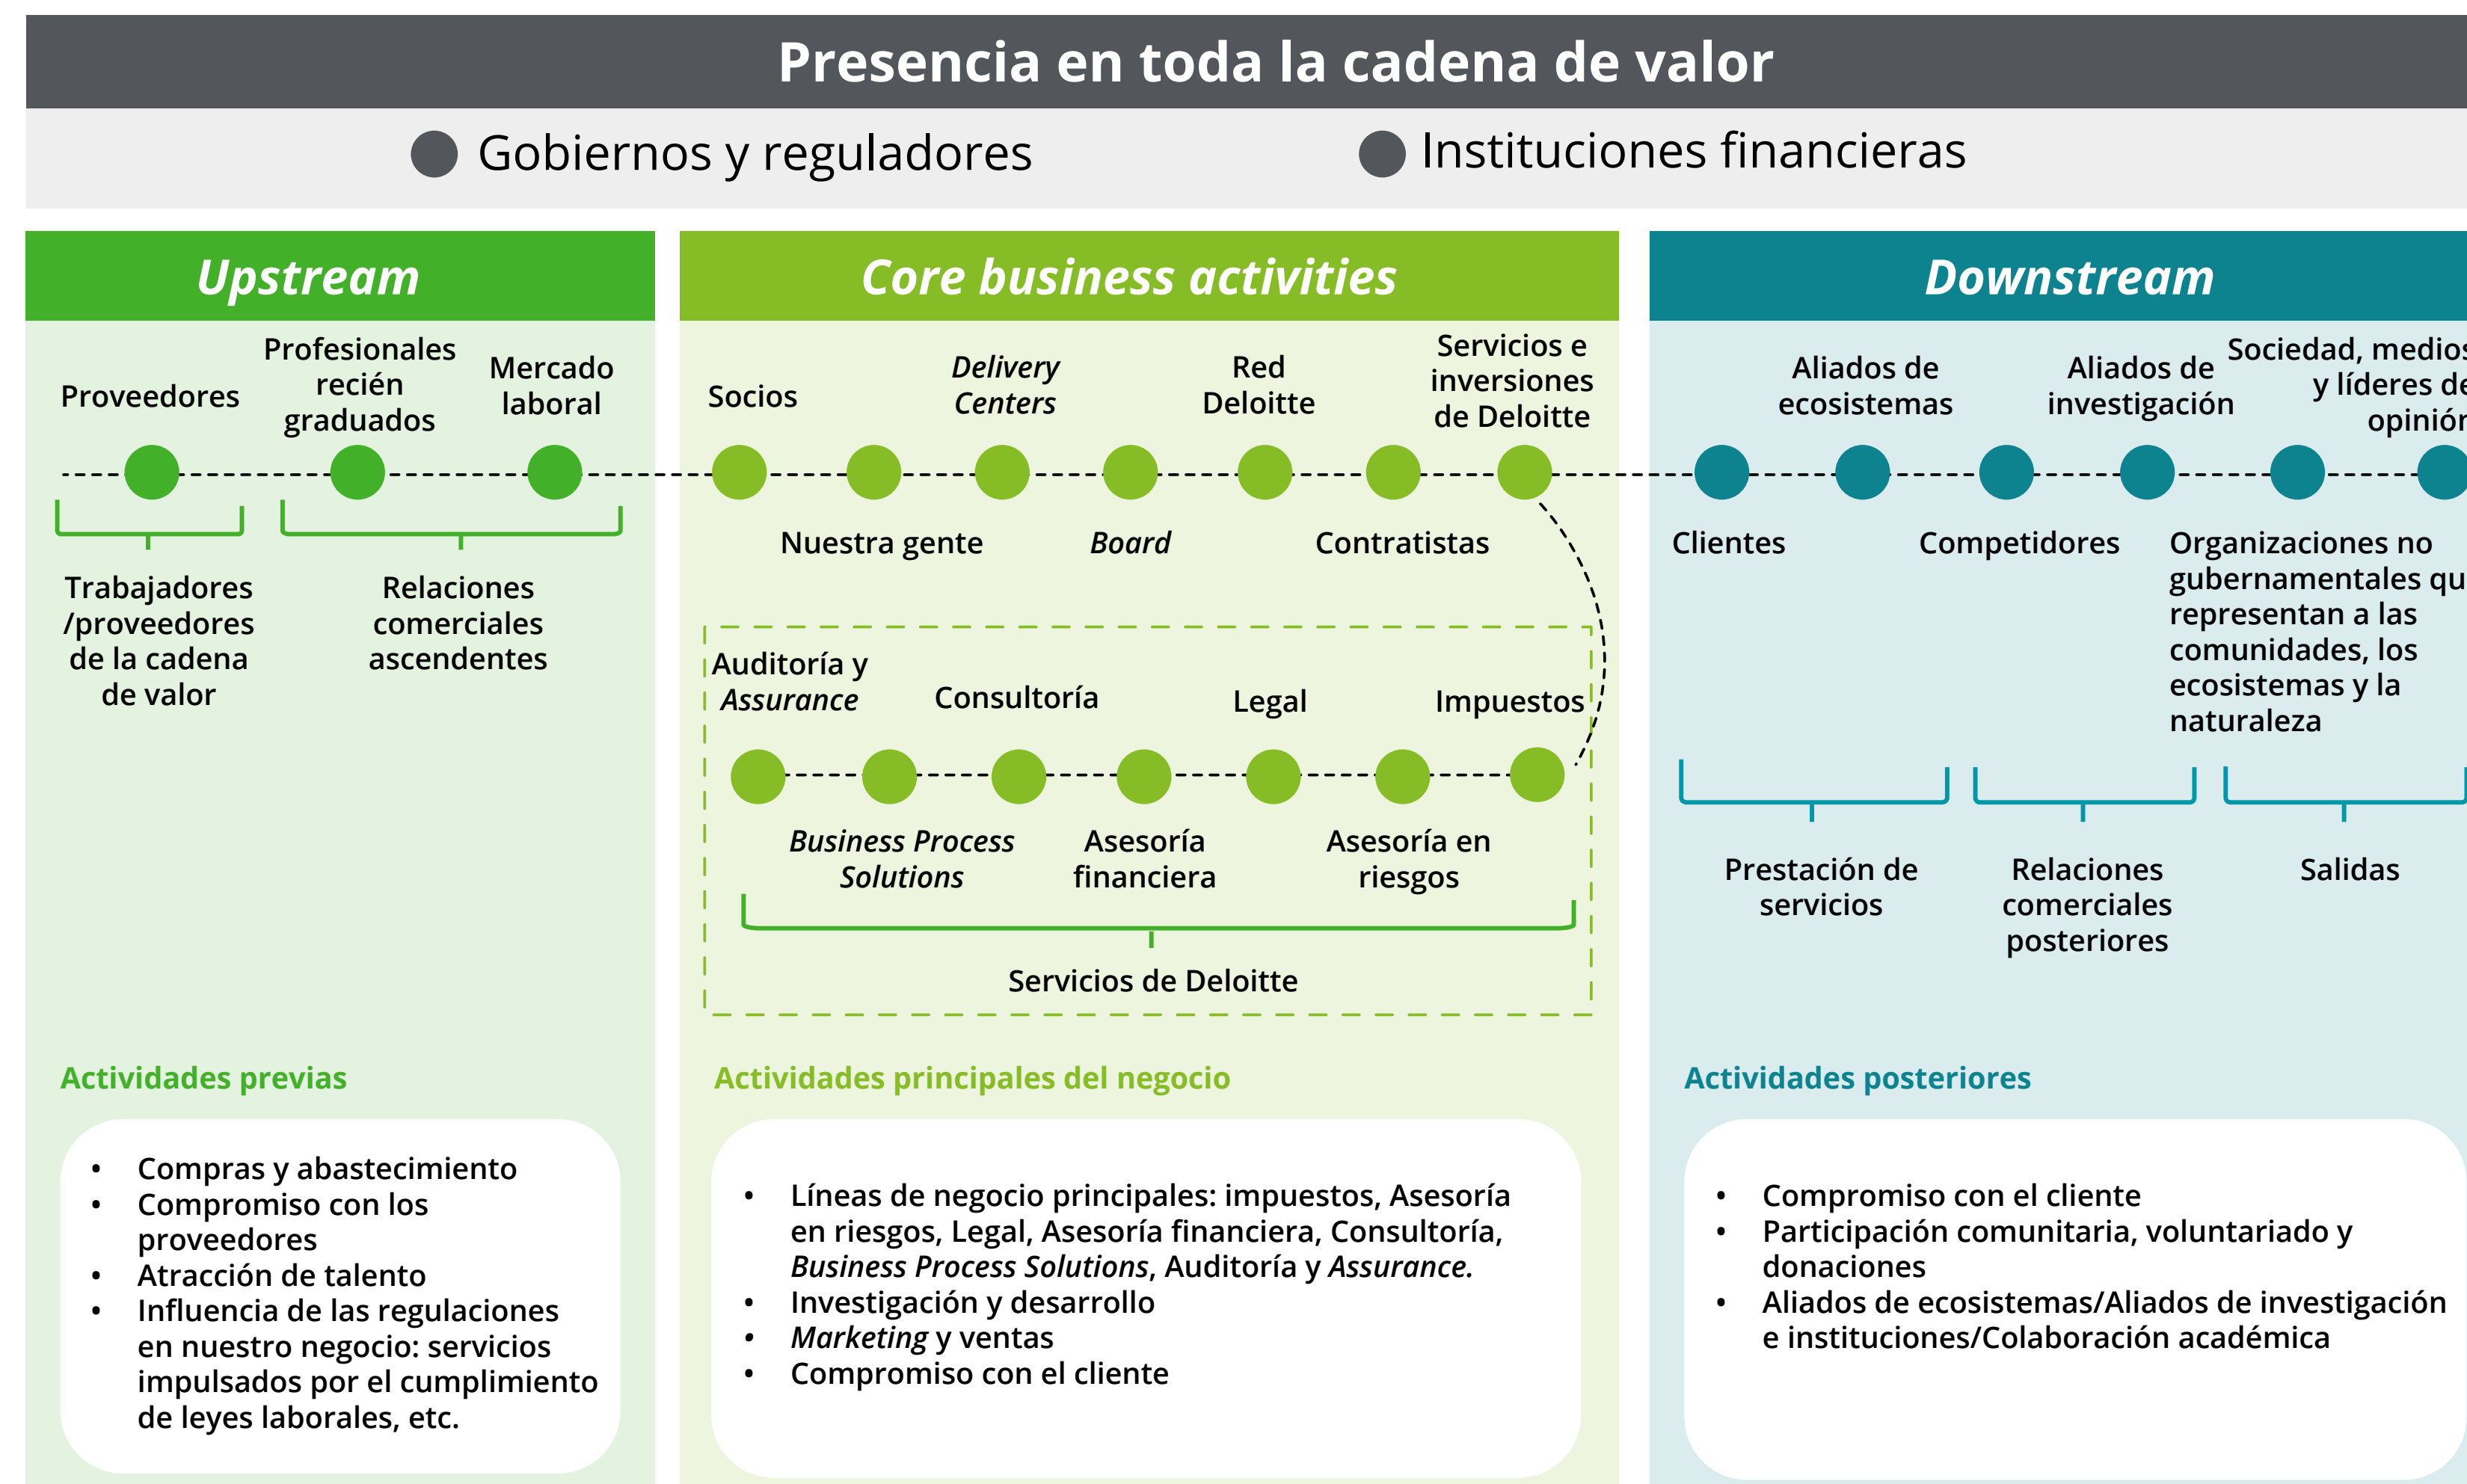 Presencia en toda la cadena de valor
Gobiernos y reguladores
Instituciones financieras
Upstream
Proveedores
Profesionales
recién
graduados
Mercado
laboral
Trabajadores
/proveedores
de la cadena
de valor
Relaciones
comerciales
ascendentes
Actividades previas
• Compras y abastecimiento
• Compromiso con los
proveedores
• Atracción de talento
• Influencia de las regulaciones
en nuestro negocio: servicios
impulsados por el cumplimiento
de leyes laborales, etc.
Core business activities
Socios
Delivery
Centers
Red
Deloitte
Servicios e
inversiones
de Deloitte
Nuestra gente
Board
Contratistas
Auditoría y
Assurance
Consultoría
Legal
Impuestos
Business Process
Solutions
Asesoría
financiera
Asesoría en
riesgos
Servicios de Deloitte
Actividades principales del negocio
• Líneas de negocio principales: impuestos, Asesoría
en riesgos, Legal, Asesoría financiera, Consultoría,
Business Process Solutions, Auditoría y Assurance.
• Investigación y desarrollo
• Marketing y ventas
• Compromiso con el cliente
Downstream
Aliados de
ecosistemas
Aliados de
investigación
Sociedad, medios
y líderes de
opinión
Clientes
Competidores
Organizaciones no
gubernamentales qu
representan a las
comunidades, los
ecosistemas y la
naturaleza
Prestación de
servicios
Relaciones
comerciales
posteriores
Salidas
Actividades posteriores
• Compromiso con el cliente
• Participación comunitaria, voluntariado y
donaciones
• Aliados de ecosistemas/Aliados de investigación
e instituciones/Colaboración académica